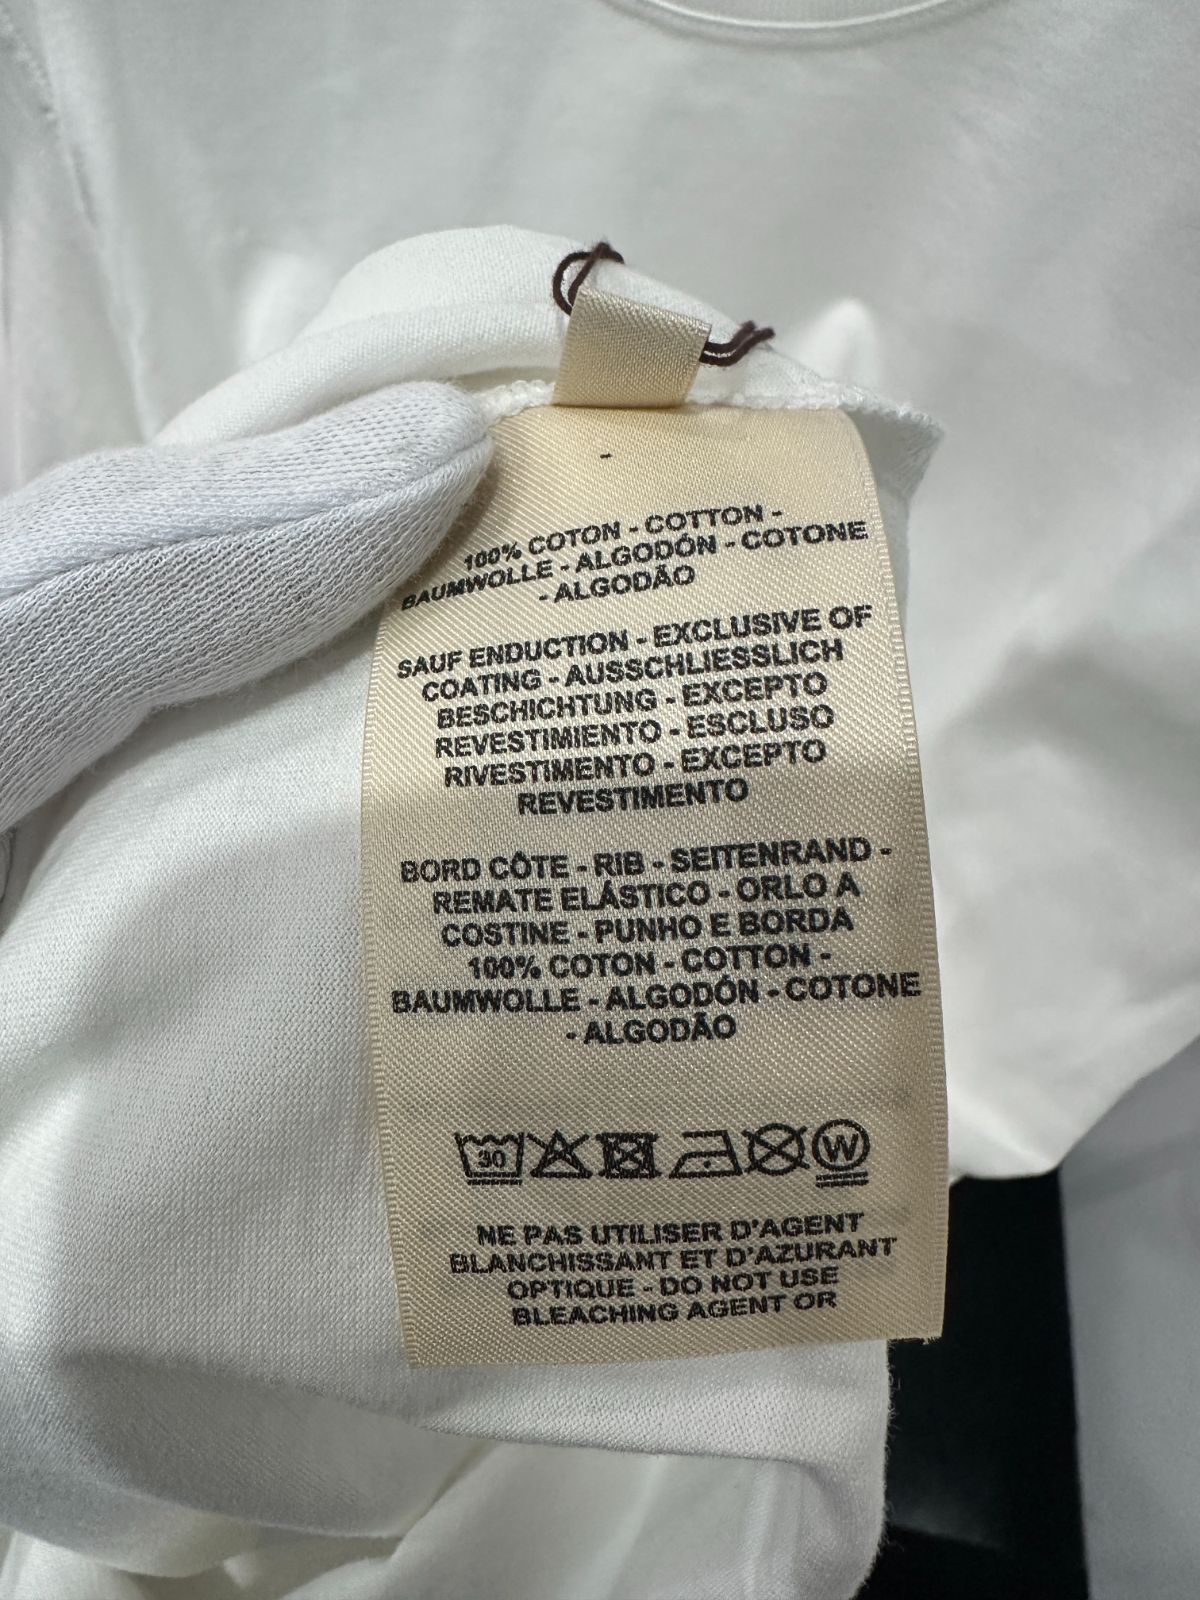 -
100% COTON - COTTON -
BAUMWOLLE - ALGODÓN - COTONE
- ALGODÃO
SAUF ENDUCTION - EXCLUSIVE OF
COATING - AUSSCHLIESSLICH
BESCHICHTUNG - EXCEPTO
REVESTIMIENTO - ESCLUSO
RIVESTIMENTO - EXCEPTO
REVESTIMENTO
BORD CÔTE - RIB - SEITENRAND -
REMATE ELÁSTICO - ORLO A
COSTINE - PUNHO E BORDA
100% COTON - COTTON -
BAUMWOLLE - ALGODÓN - COTONE
- ALGODÃO
30 W
NE PAS UTILISER D'AGENT
BLANCHISSANT ET D'AZURANT
OPTIQUE - DO NOT USE
BLEACHING AGENT OR